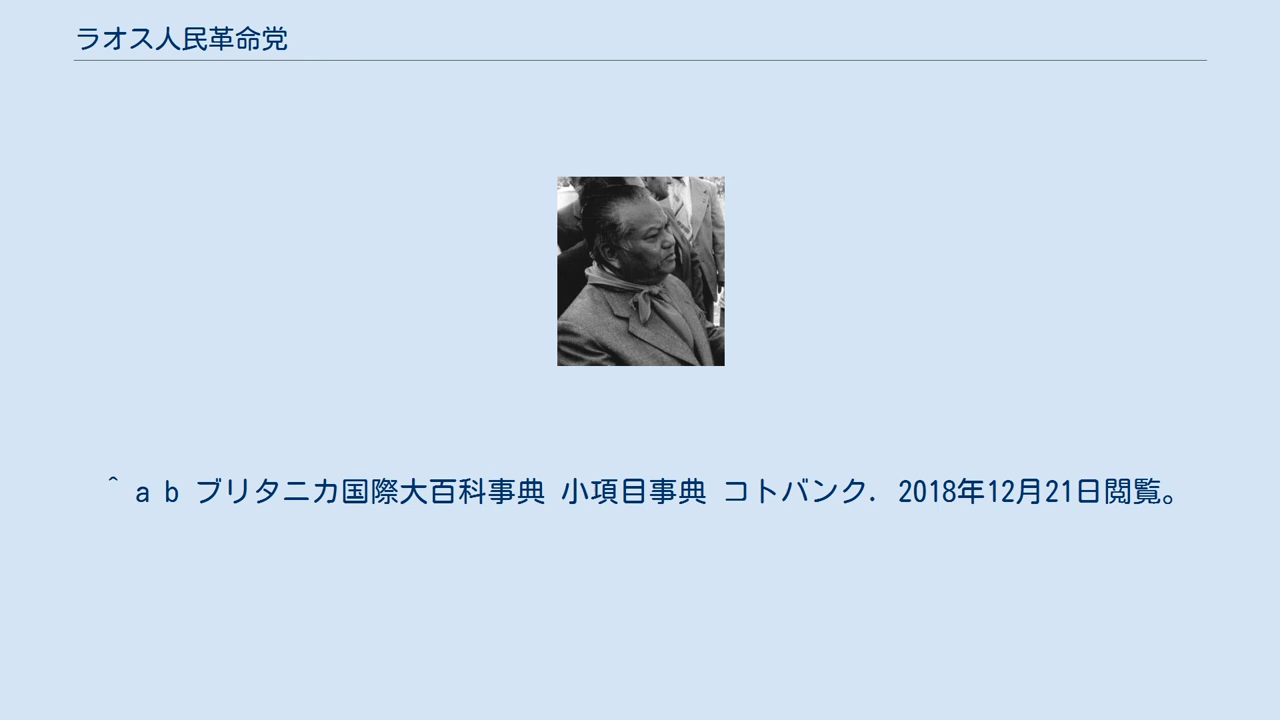 ラオス人民革命党
^ a b ブリタニカ国際大百科事典 小項目事典 コトバンク. 2018年12月21日閲覧。